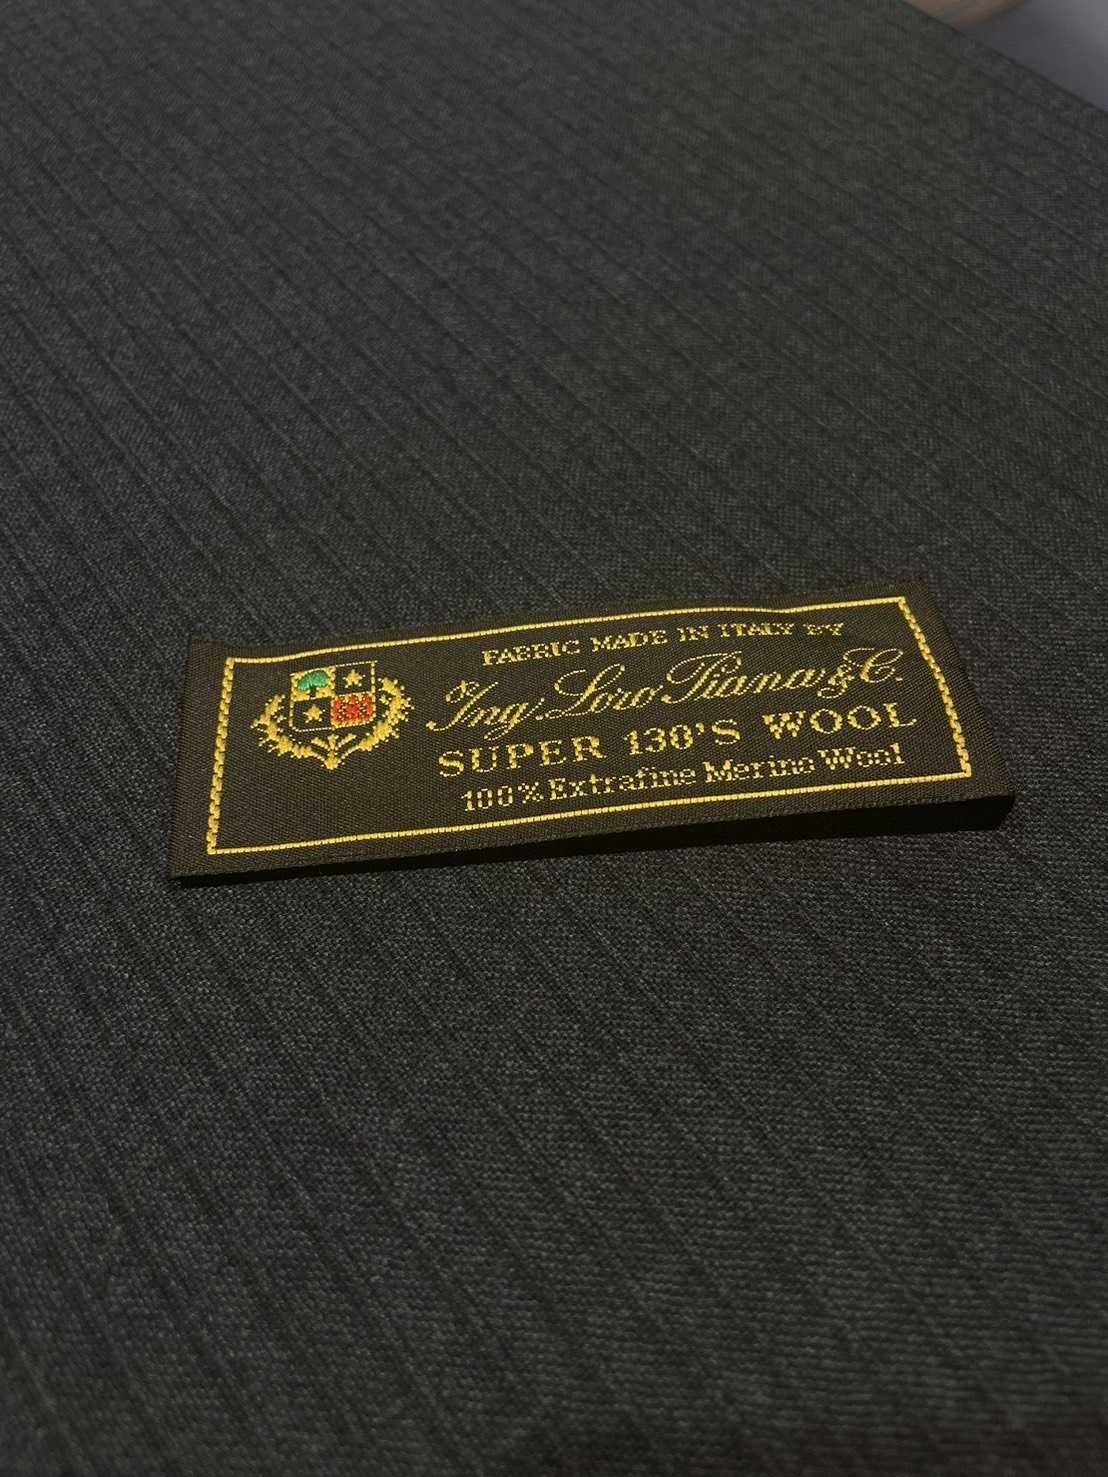 FABRIC MADE IN ITALY BY
Ing. Loro Piana & C.
SUPER 130'S WOOL
100% Extrafine Merino Wool